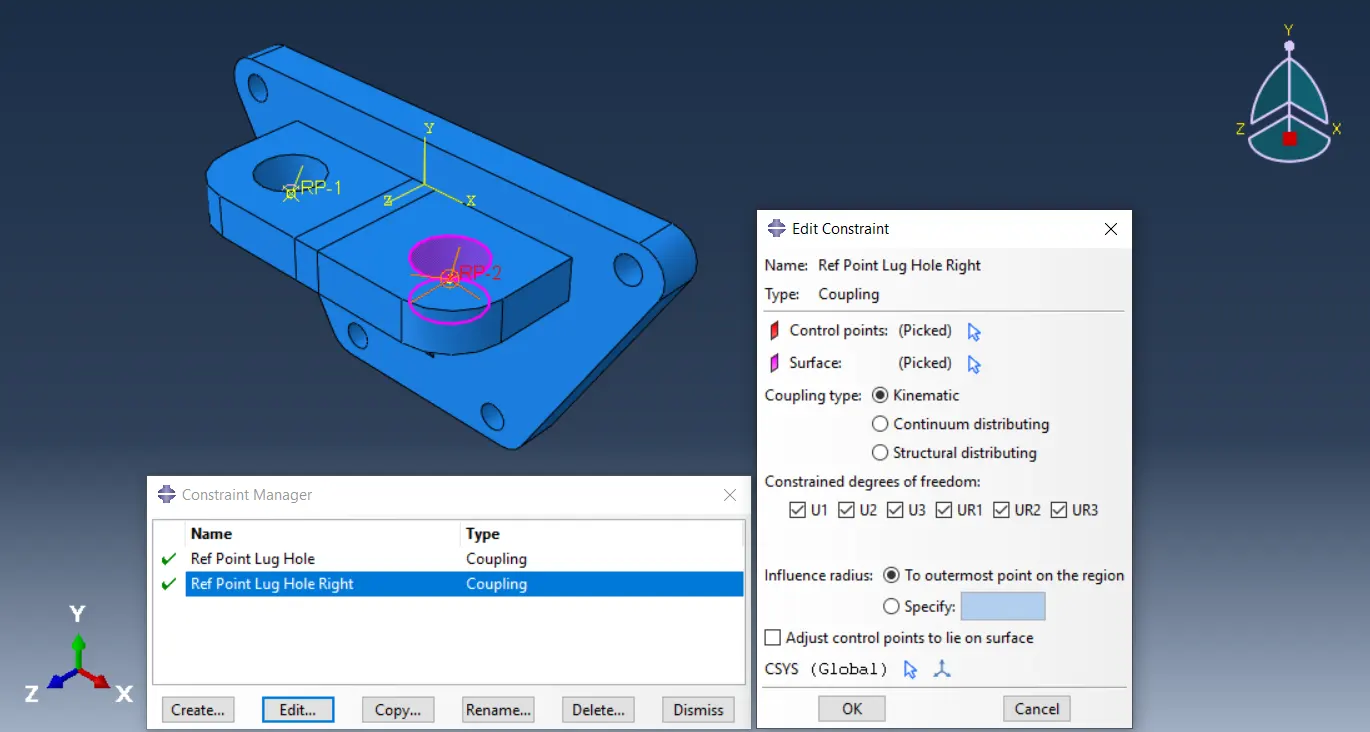 Y
Y
Z
X
RP-1
Z
X
RP-2
Edit Constraint
Name: Ref Point Lug Hole Right
Type: Coupling
Control points: (Picked)
Surface: (Picked)
Coupling type: Kinematic
Continuum distributing
Structural distributing
Constrained degrees of freedom:
U1 U2 U3 UR1 UR2 UR3
Influence radius: To outermost point on the region
Specify:
Adjust control points to lie on surface
CSYS (Global)
OK Cancel
Constraint Manager
Name Type
Ref Point Lug Hole Coupling
Ref Point Lug Hole Right Coupling
Create... Edit... Copy... Rename... Delete... Dismiss
Y
Z X